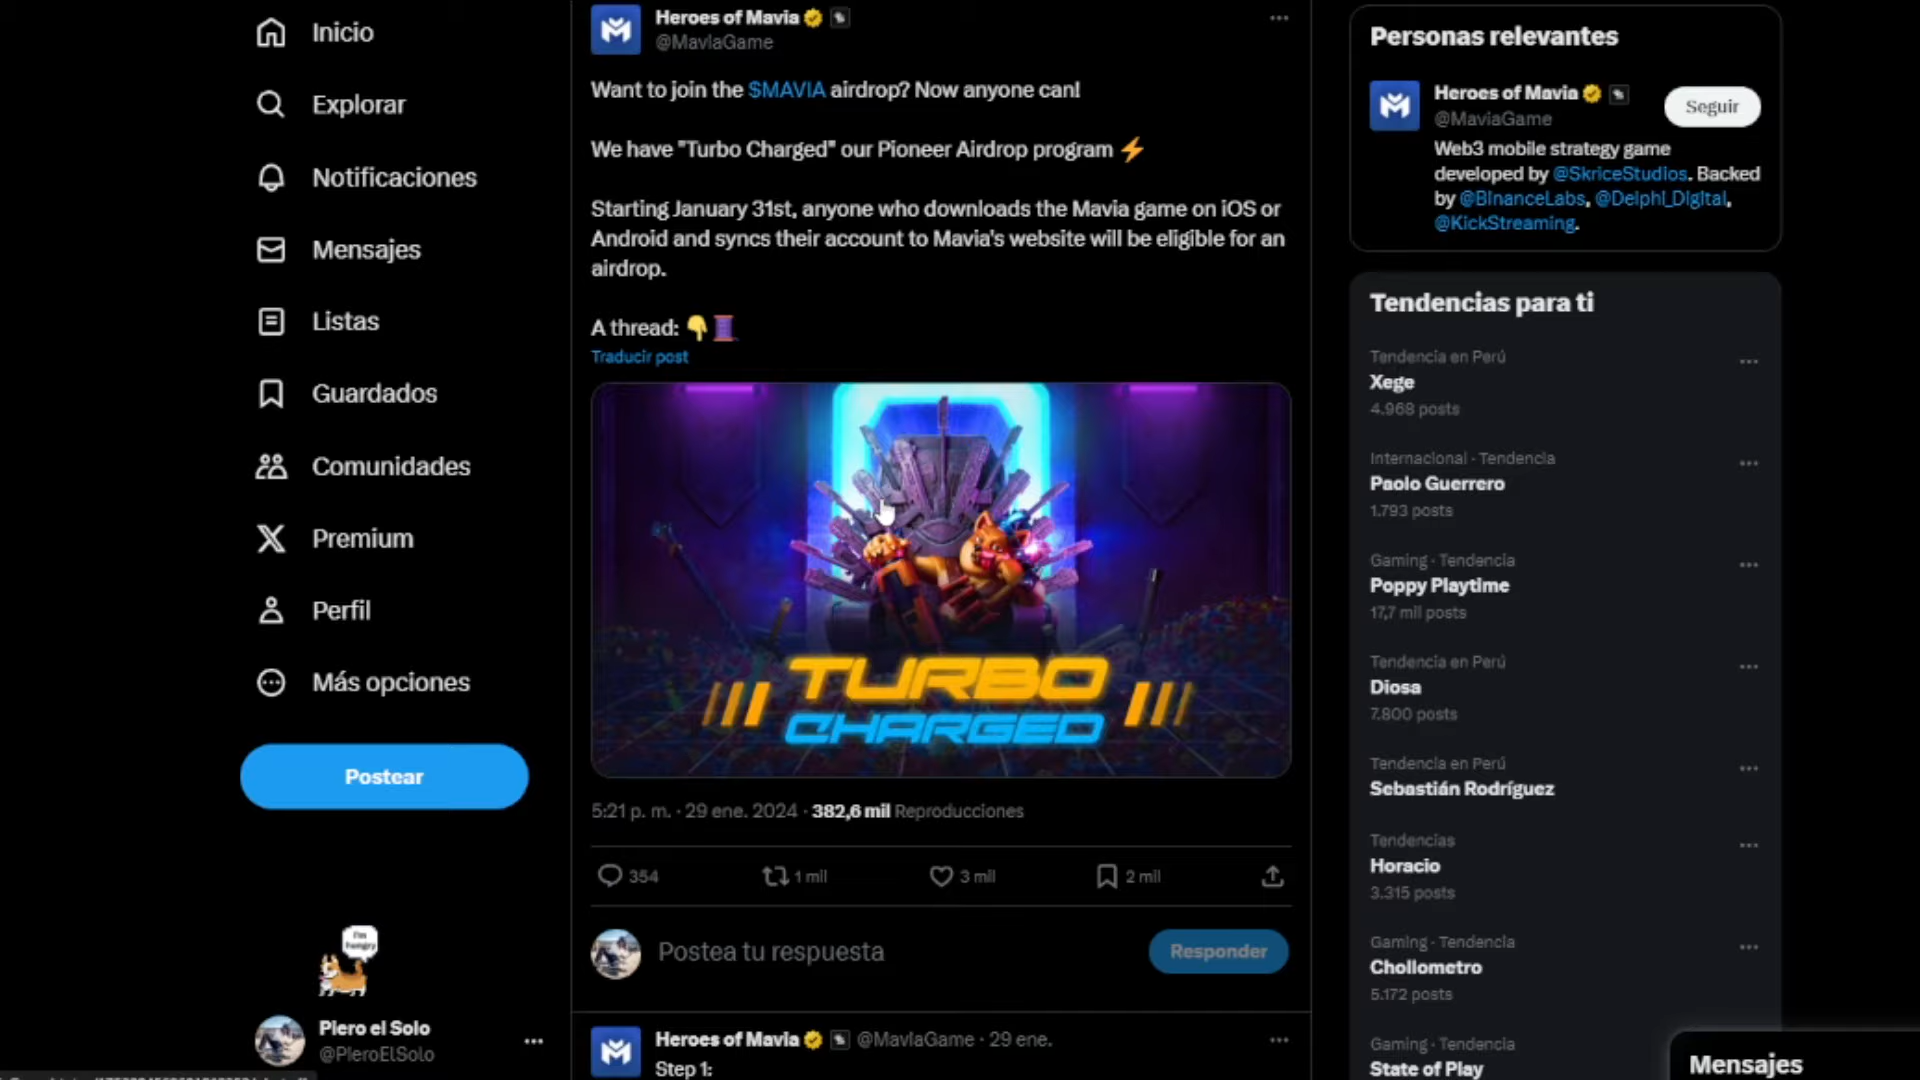 Inicio
Explorar
Notificaciones
Mensajes
Listas
Guardados
Comunidades
Premium
Perfil
Más opciones
Postear
I'm hungry
Piero el Solo
@PieroElSolo
Heroes of Mavia
@MaviaGame
Want to join the $MAVIA airdrop? Now anyone can!
We have "Turbo Charged" our Pioneer Airdrop program ⚡
Starting January 31st, anyone who downloads the Mavia game on iOS or
Android and syncs their account to Mavia's website will be eligible for an
airdrop.
A thread: 👇🧵
Traducir post
TURBO
CHARGED
5:21 p. m. · 29 ene. 2024 · 382,6 mil Reproducciones
354
1 mil
3 mil
2 mil
Postea tu respuesta
Responder
Heroes of Mavia @MaviaGame · 29 ene.
Step 1:
Personas relevantes
Heroes of Mavia
@MaviaGame
Seguir
Web3 mobile strategy game
developed by @SkriceStudios. Backed
by @BinanceLabs, @Delphi_Digital,
@KickStreaming.
Tendencias para ti
Tendencia en Perú
Xege
4.968 posts
Internacional · Tendencia
Paolo Guerrero
1.793 posts
Gaming · Tendencia
Poppy Playtime
17,7 mil posts
Tendencia en Perú
Diosa
7.800 posts
Tendencia en Perú
Sebastián Rodríguez
Tendencias
Horacio
3.315 posts
Gaming · Tendencia
Chollometro
5.172 posts
Gaming · Tendencia
State of Play
Mensajes